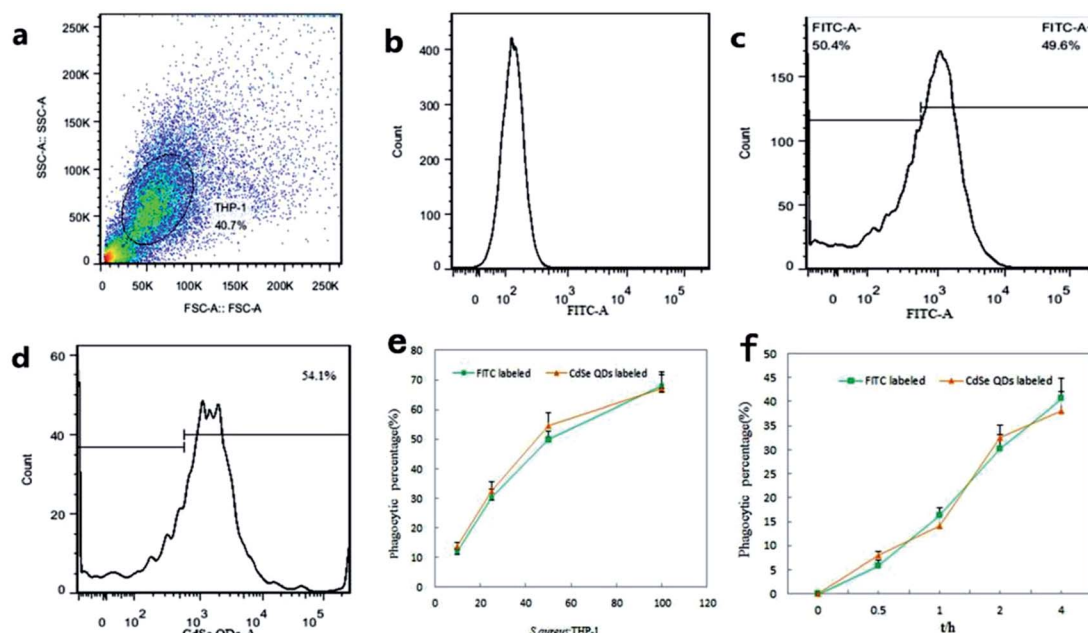 a
250K
200K
150K
100K
50K
0
SSC-A:: SSC-A
THP-1
40.7%
0 50K 100K 150K 200K 250K
FSC-A:: FSC-A
b
400
300
200
100
0
Count
0 10^2 10^3 10^4 10^5
FITC-A
c
FITC-A-
50.4%
FITC-A
49.6%
150
100
50
0
Count
0 10^2 10^3 10^4 10^5
FITC-A
d
54.1%
60
40
20
0
Count
0 10^2 10^3 10^4 10^5
CdSe QDs-A
e
FITC labeled CdSe QDs labeled
80
70
60
50
40
30
20
10
0
Phagocytic percentage(%)
0 20 40 60 80 100 120
S.aureus:THP-1
f
FITC labeled CdSe QDs labeled
50
45
40
35
30
25
20
15
10
5
0
Phagocytic percentage(%)
0 0.5 1 2 4
t/h